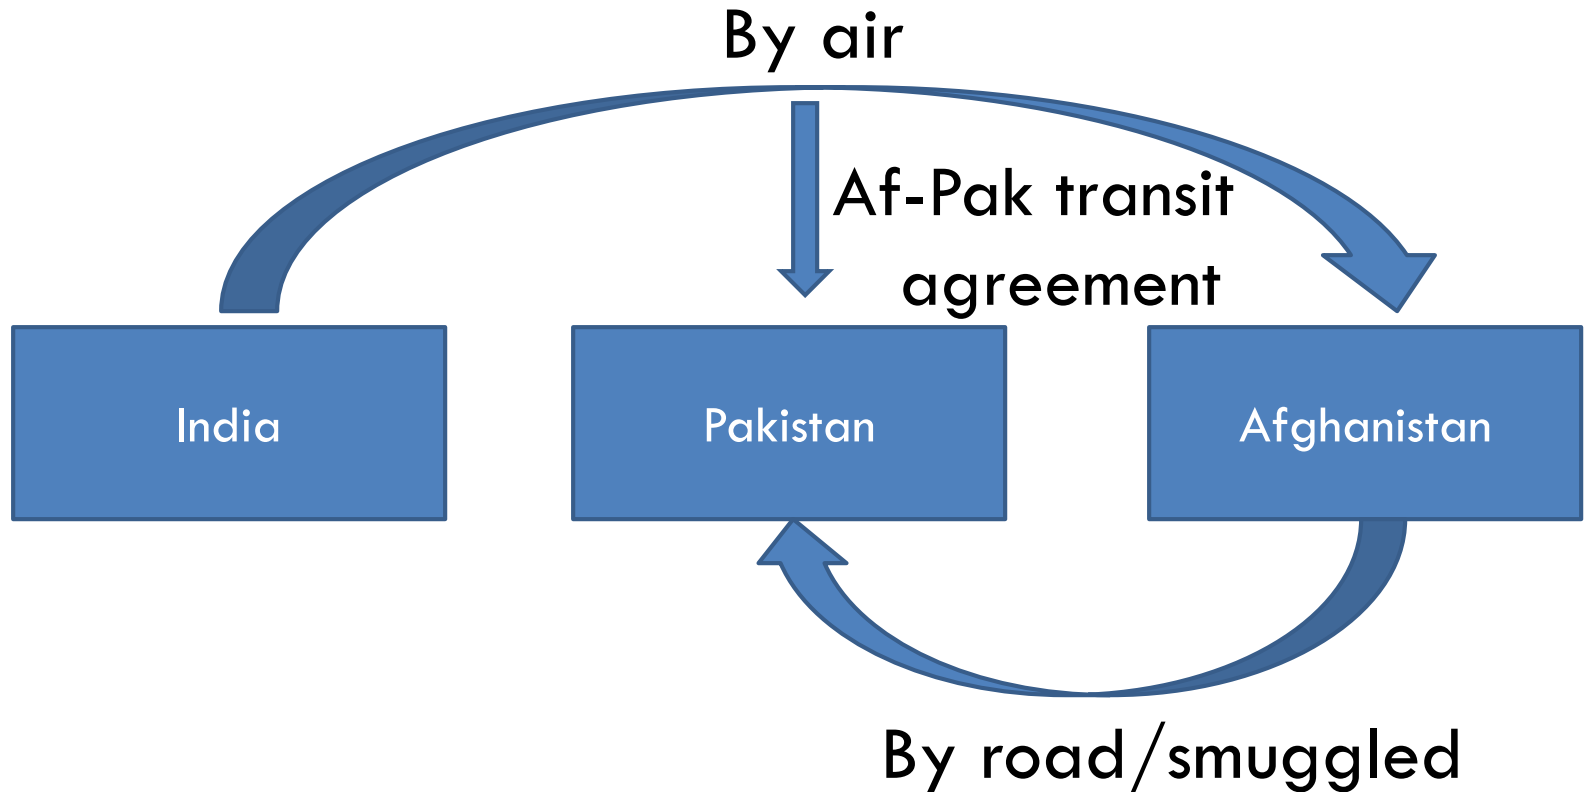 By air
Af-Pak transit
agreement
India
Pakistan
Afghanistan
By road/smuggled